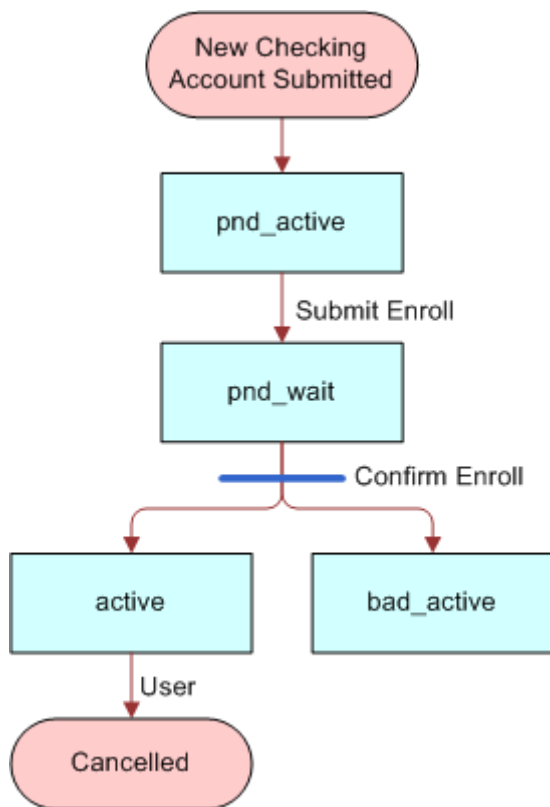 New Checking
Account Submitted
pnd_active
Submit Enroll
pnd_wait
Confirm Enroll
active
bad_active
User
Cancelled